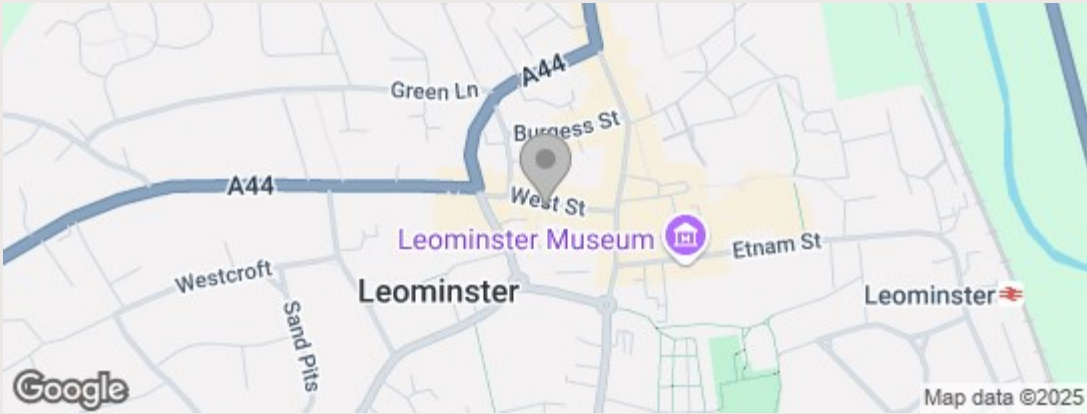 A44
Green Ln
Burgess St
A44
West St
Leominster Museum
Etnam St
Westcroft
Leominster
Leominster
Sand Pits
Google
Map data ©2025